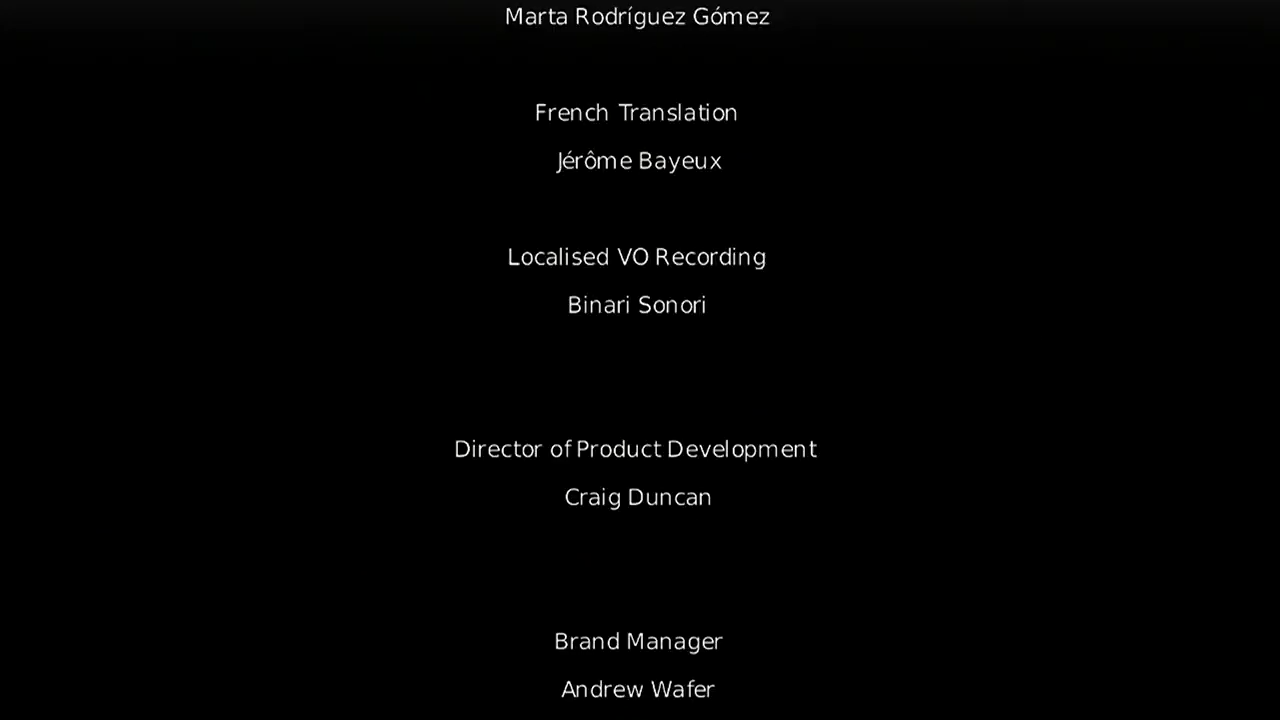 Marta Rodríguez Gómez
French Translation
Jérôme Bayeux
Localised VO Recording
Binari Sonori
Director of Product Development
Craig Duncan
Brand Manager
Andrew Wafer